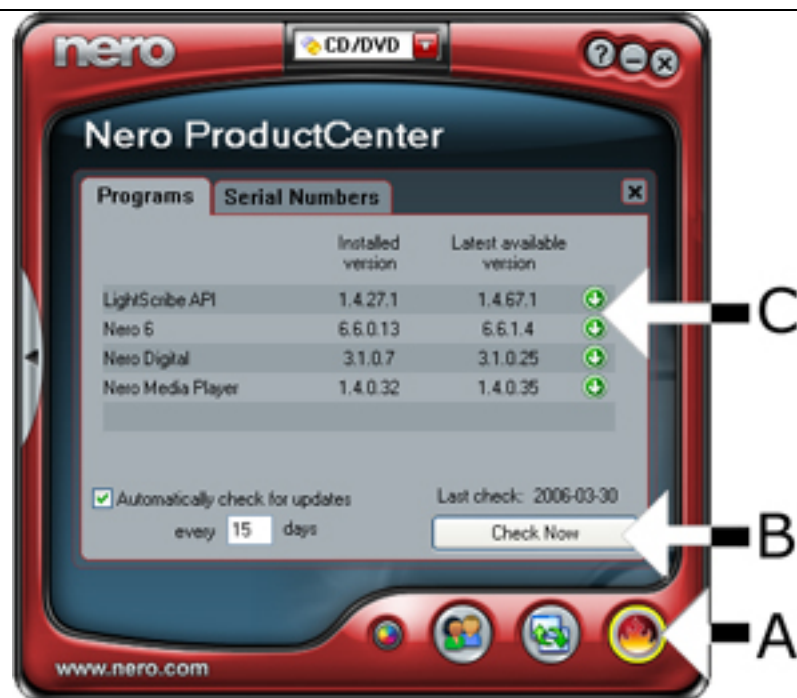 nero
CD/DVD
?
Nero ProductCenter
Programs Serial Numbers
Installed version Latest available version
LightScribe API 1.4.27.1 1.4.67.1
Nero 6 6.6.0.13 6.6.1.4
Nero Digital 3.1.0.7 3.1.0.25
Nero Media Player 1.4.0.32 1.4.0.35
C
Automatically check for updates Last check: 2006-03-30
every 15 days Check Now
B
A
www.nero.com